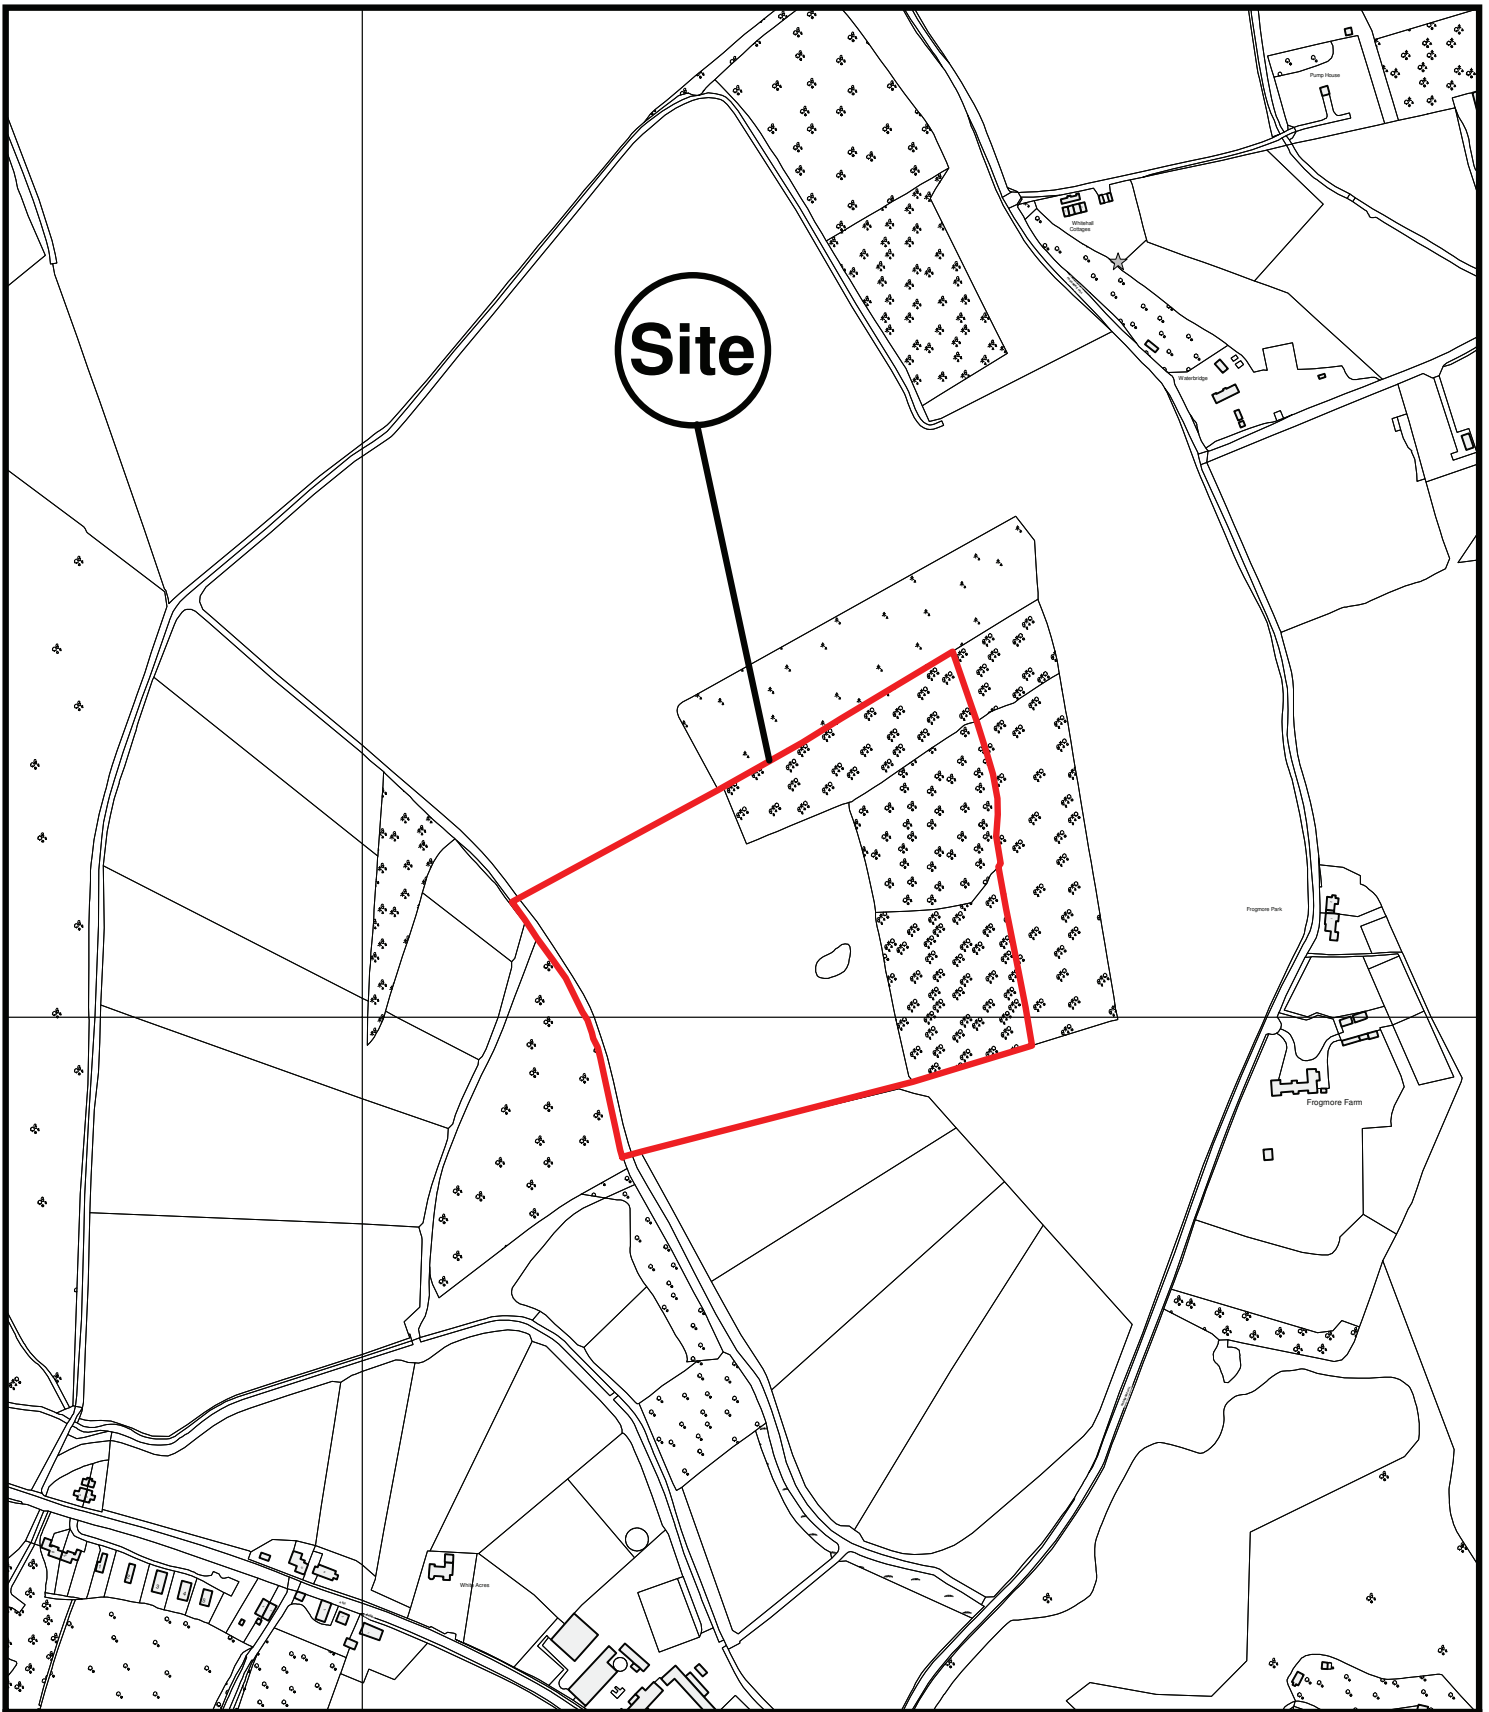 Pump House
Whitehall
Cottages
Site
Waterbridge
Frogmore Park
Frogmore Farm
White Acres